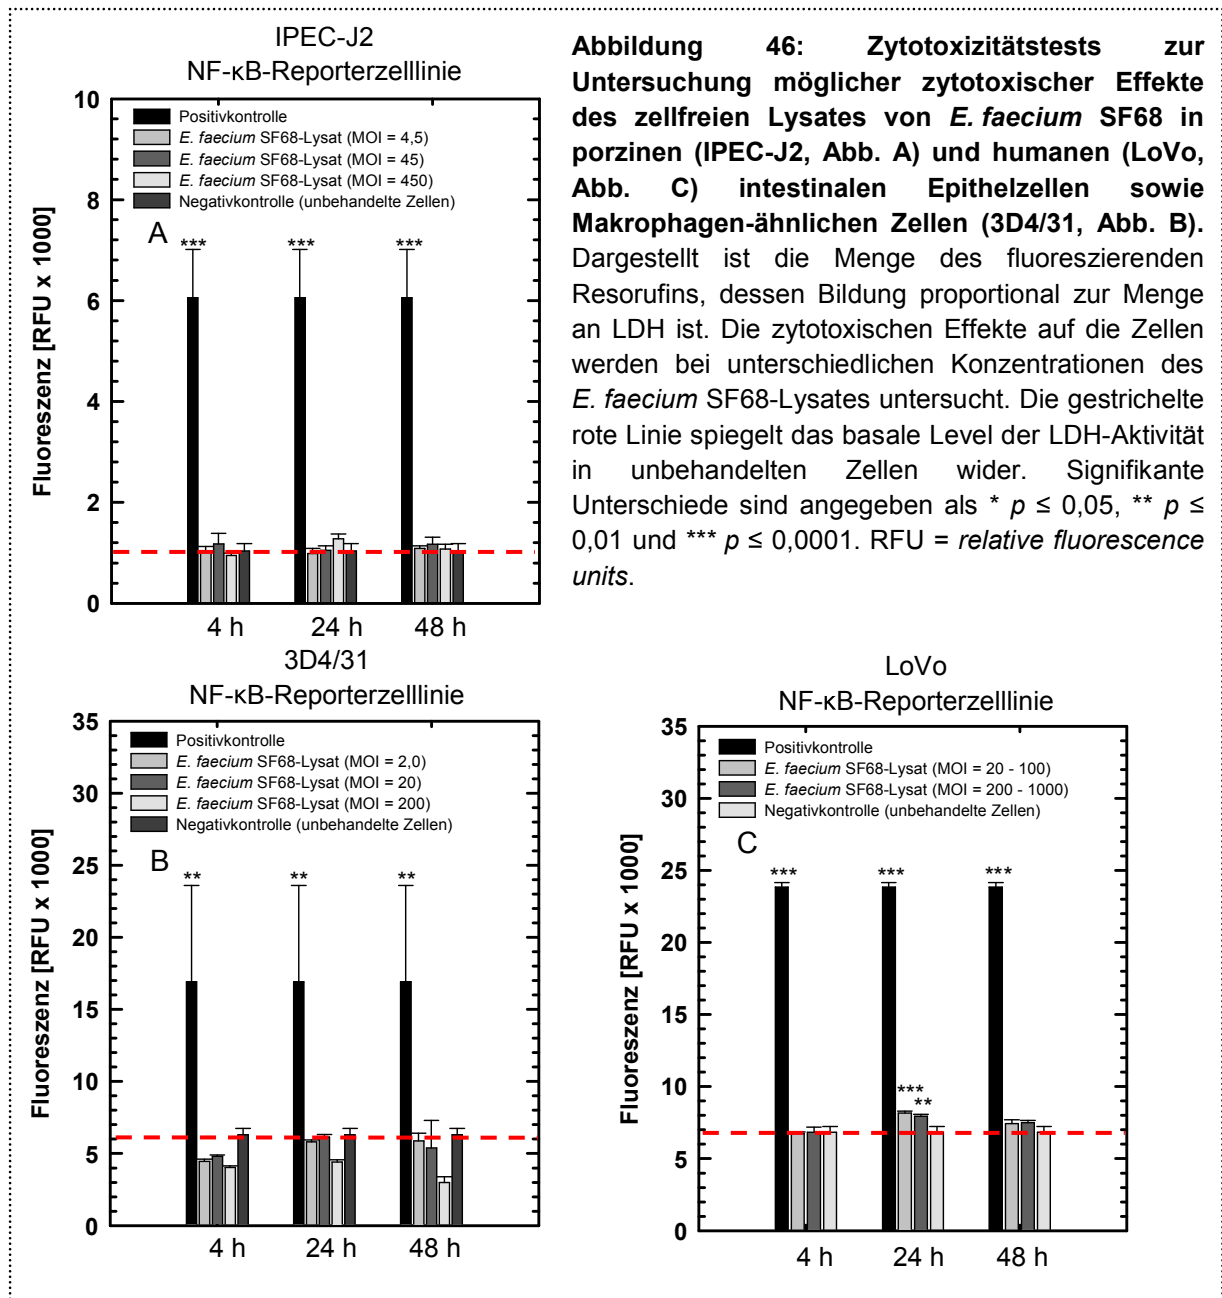 IPEC-J2
NF-κB-Reporterzelllinie
Fluoreszenz [RFU x 1000]
10
8
6
4
2
0
Positivkontrolle
E. faecium SF68-Lysat (MOI = 4,5)
E. faecium SF68-Lysat (MOI = 45)
E. faecium SF68-Lysat (MOI = 450)
Negativkontrolle (unbehandelte Zellen)
A
*** *** ***
4 h 24 h 48 h
Abbildung 46: Zytotoxizitätstests zur
Untersuchung möglicher zytotoxischer Effekte
des zellfreien Lysates von E. faecium SF68 in
porzinen (IPEC-J2, Abb. A) und humanen (LoVo,
Abb. C) intestinalen Epithelzellen sowie
Makrophagen-ähnlichen Zellen (3D4/31, Abb. B).
Dargestellt ist die Menge des fluoreszierenden
Resorufins, dessen Bildung proportional zur Menge
an LDH ist. Die zytotoxischen Effekte auf die Zellen
werden bei unterschiedlichen Konzentrationen des
E. faecium SF68-Lysates untersucht. Die gestrichelte
rote Linie spiegelt das basale Level der LDH-Aktivität
in unbehandelten Zellen wider. Signifikante
Unterschiede sind angegeben als * p ≤ 0,05, ** p ≤
0,01 und *** p ≤ 0,0001. RFU = relative fluorescence
units.
3D4/31
NF-κB-Reporterzelllinie
Fluoreszenz [RFU x 1000]
35
30
25
20
15
10
5
0
Positivkontrolle
E. faecium SF68-Lysat (MOI = 2,0)
E. faecium SF68-Lysat (MOI = 20)
E. faecium SF68-Lysat (MOI = 200)
Negativkontrolle (unbehandelte Zellen)
B
** ** **
4 h 24 h 48 h
LoVo
NF-κB-Reporterzelllinie
Fluoreszenz [RFU x 1000]
35
30
25
20
15
10
5
0
Positivkontrolle
E. faecium SF68-Lysat (MOI = 20 - 100)
E. faecium SF68-Lysat (MOI = 200 - 1000)
Negativkontrolle (unbehandelte Zellen)
C
*** *** ***
***
**
4 h 24 h 48 h